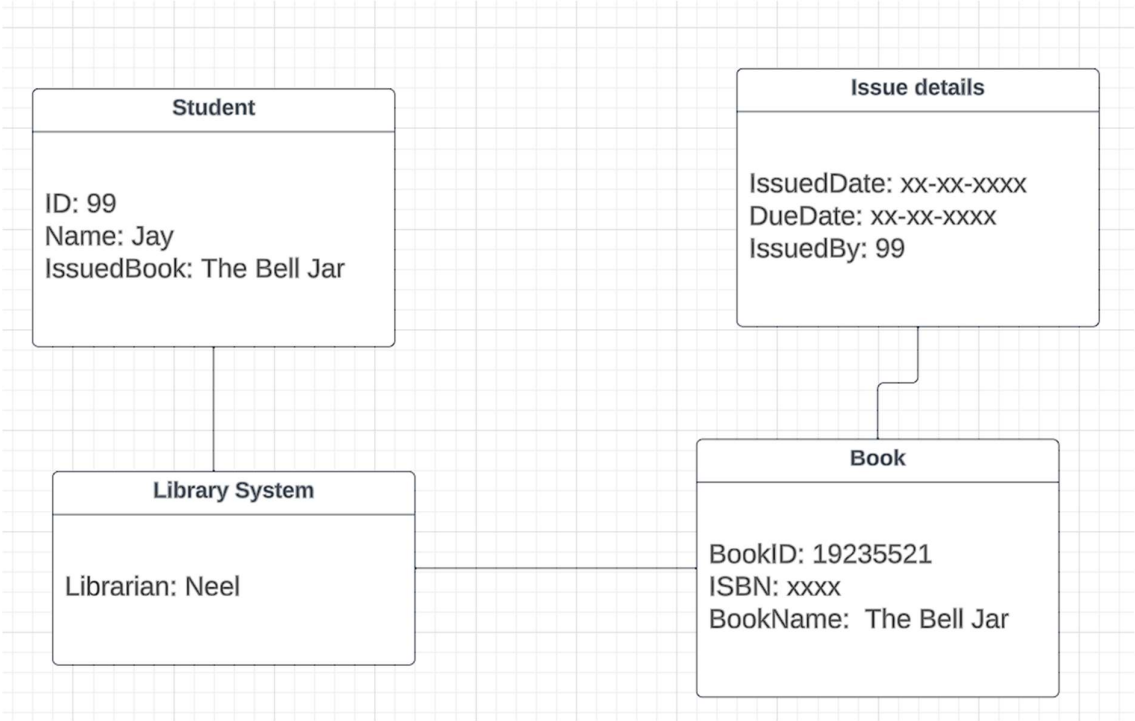 Student
ID: 99
Name: Jay
IssuedBook: The Bell Jar
Issue details
IssuedDate: xx-xx-xxxx
DueDate: xx-xx-xxxx
IssuedBy: 99
Library System
Librarian: Neel
Book
BookID: 19235521
ISBN: xxxx
BookName:  The Bell Jar